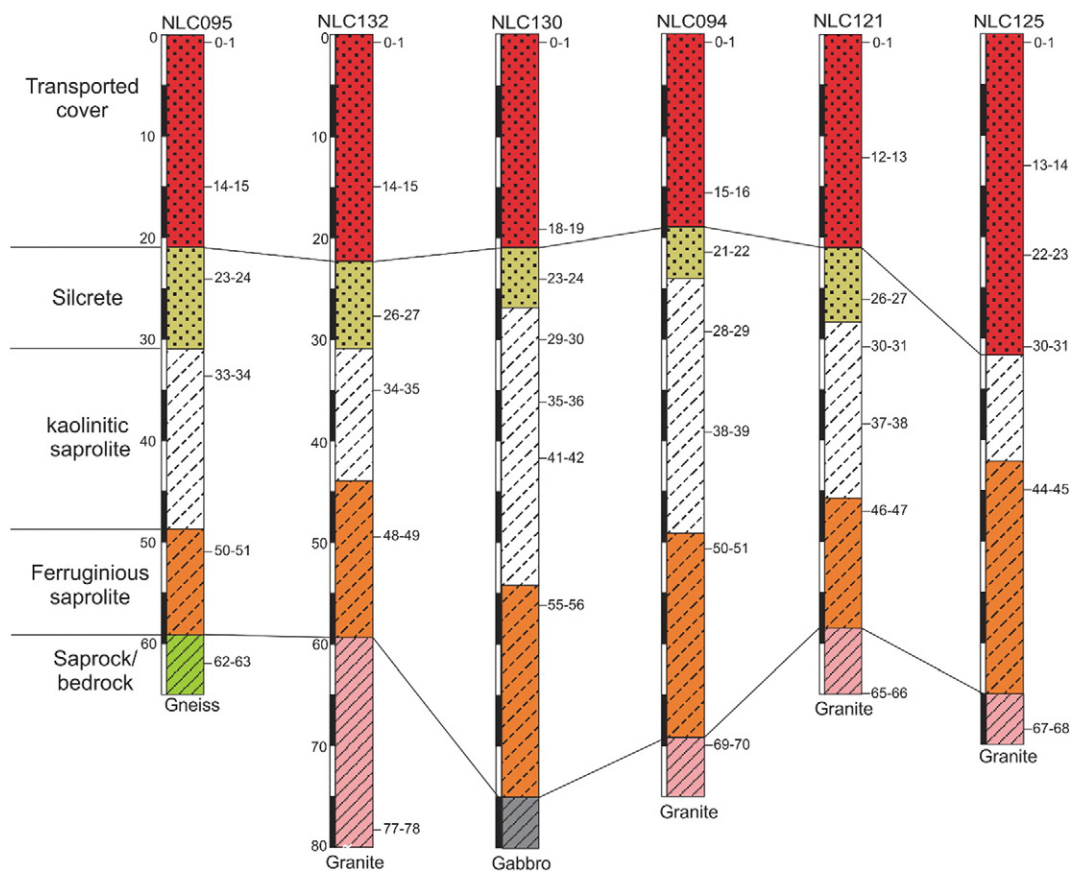 NLC095 NLC132 NLC130 NLC094 NLC121 NLC125
0 0
0-1 0-1 0-1 0-1 0-1 0-1
Transported
cover
10 10
12-13
13-14
14-15 14-15 15-16
18-19
20 20
21-22 22-23
23-24 23-24
Silcrete
26-27 26-27
28-29
30 30
29-30 30-31 30-31
33-34 34-35
35-36
kaolinitic
saprolite
37-38
38-39
40 40
41-42
44-45
46-47
48-49
50 50
50-51 50-51
Ferruginious
saprolite
55-56
60 60
Saprock/
bedrock
62-63
65-66
Gneiss Granite
67-68
70
69-70
Granite
77-78
80
Granite
Granite Gabbro